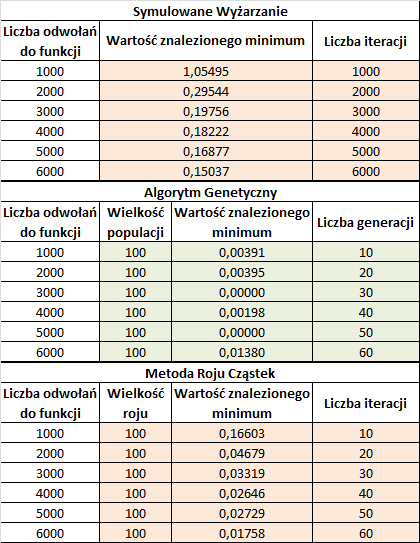 Symulowane Wyżarzanie
Liczba odwołań do funkcji Wartość znalezionego minimum Liczba iteracji
1000 1,05495 1000
2000 0,29544 2000
3000 0,19756 3000
4000 0,18222 4000
5000 0,16877 5000
6000 0,15037 6000
Algorytm Genetyczny
Liczba odwołań do funkcji Wielkość populacji Wartość znalezionego minimum Liczba generacji
1000 100 0,00391 10
2000 100 0,00395 20
3000 100 0,00000 30
4000 100 0,00198 40
5000 100 0,00000 50
6000 100 0,01380 60
Metoda Roju Cząstek
Liczba odwołań do funkcji Wielkość roju Wartość znalezionego minimum Liczba iteracji
1000 100 0,16603 10
2000 100 0,04679 20
3000 100 0,03319 30
4000 100 0,02646 40
5000 100 0,02729 50
6000 100 0,01758 60